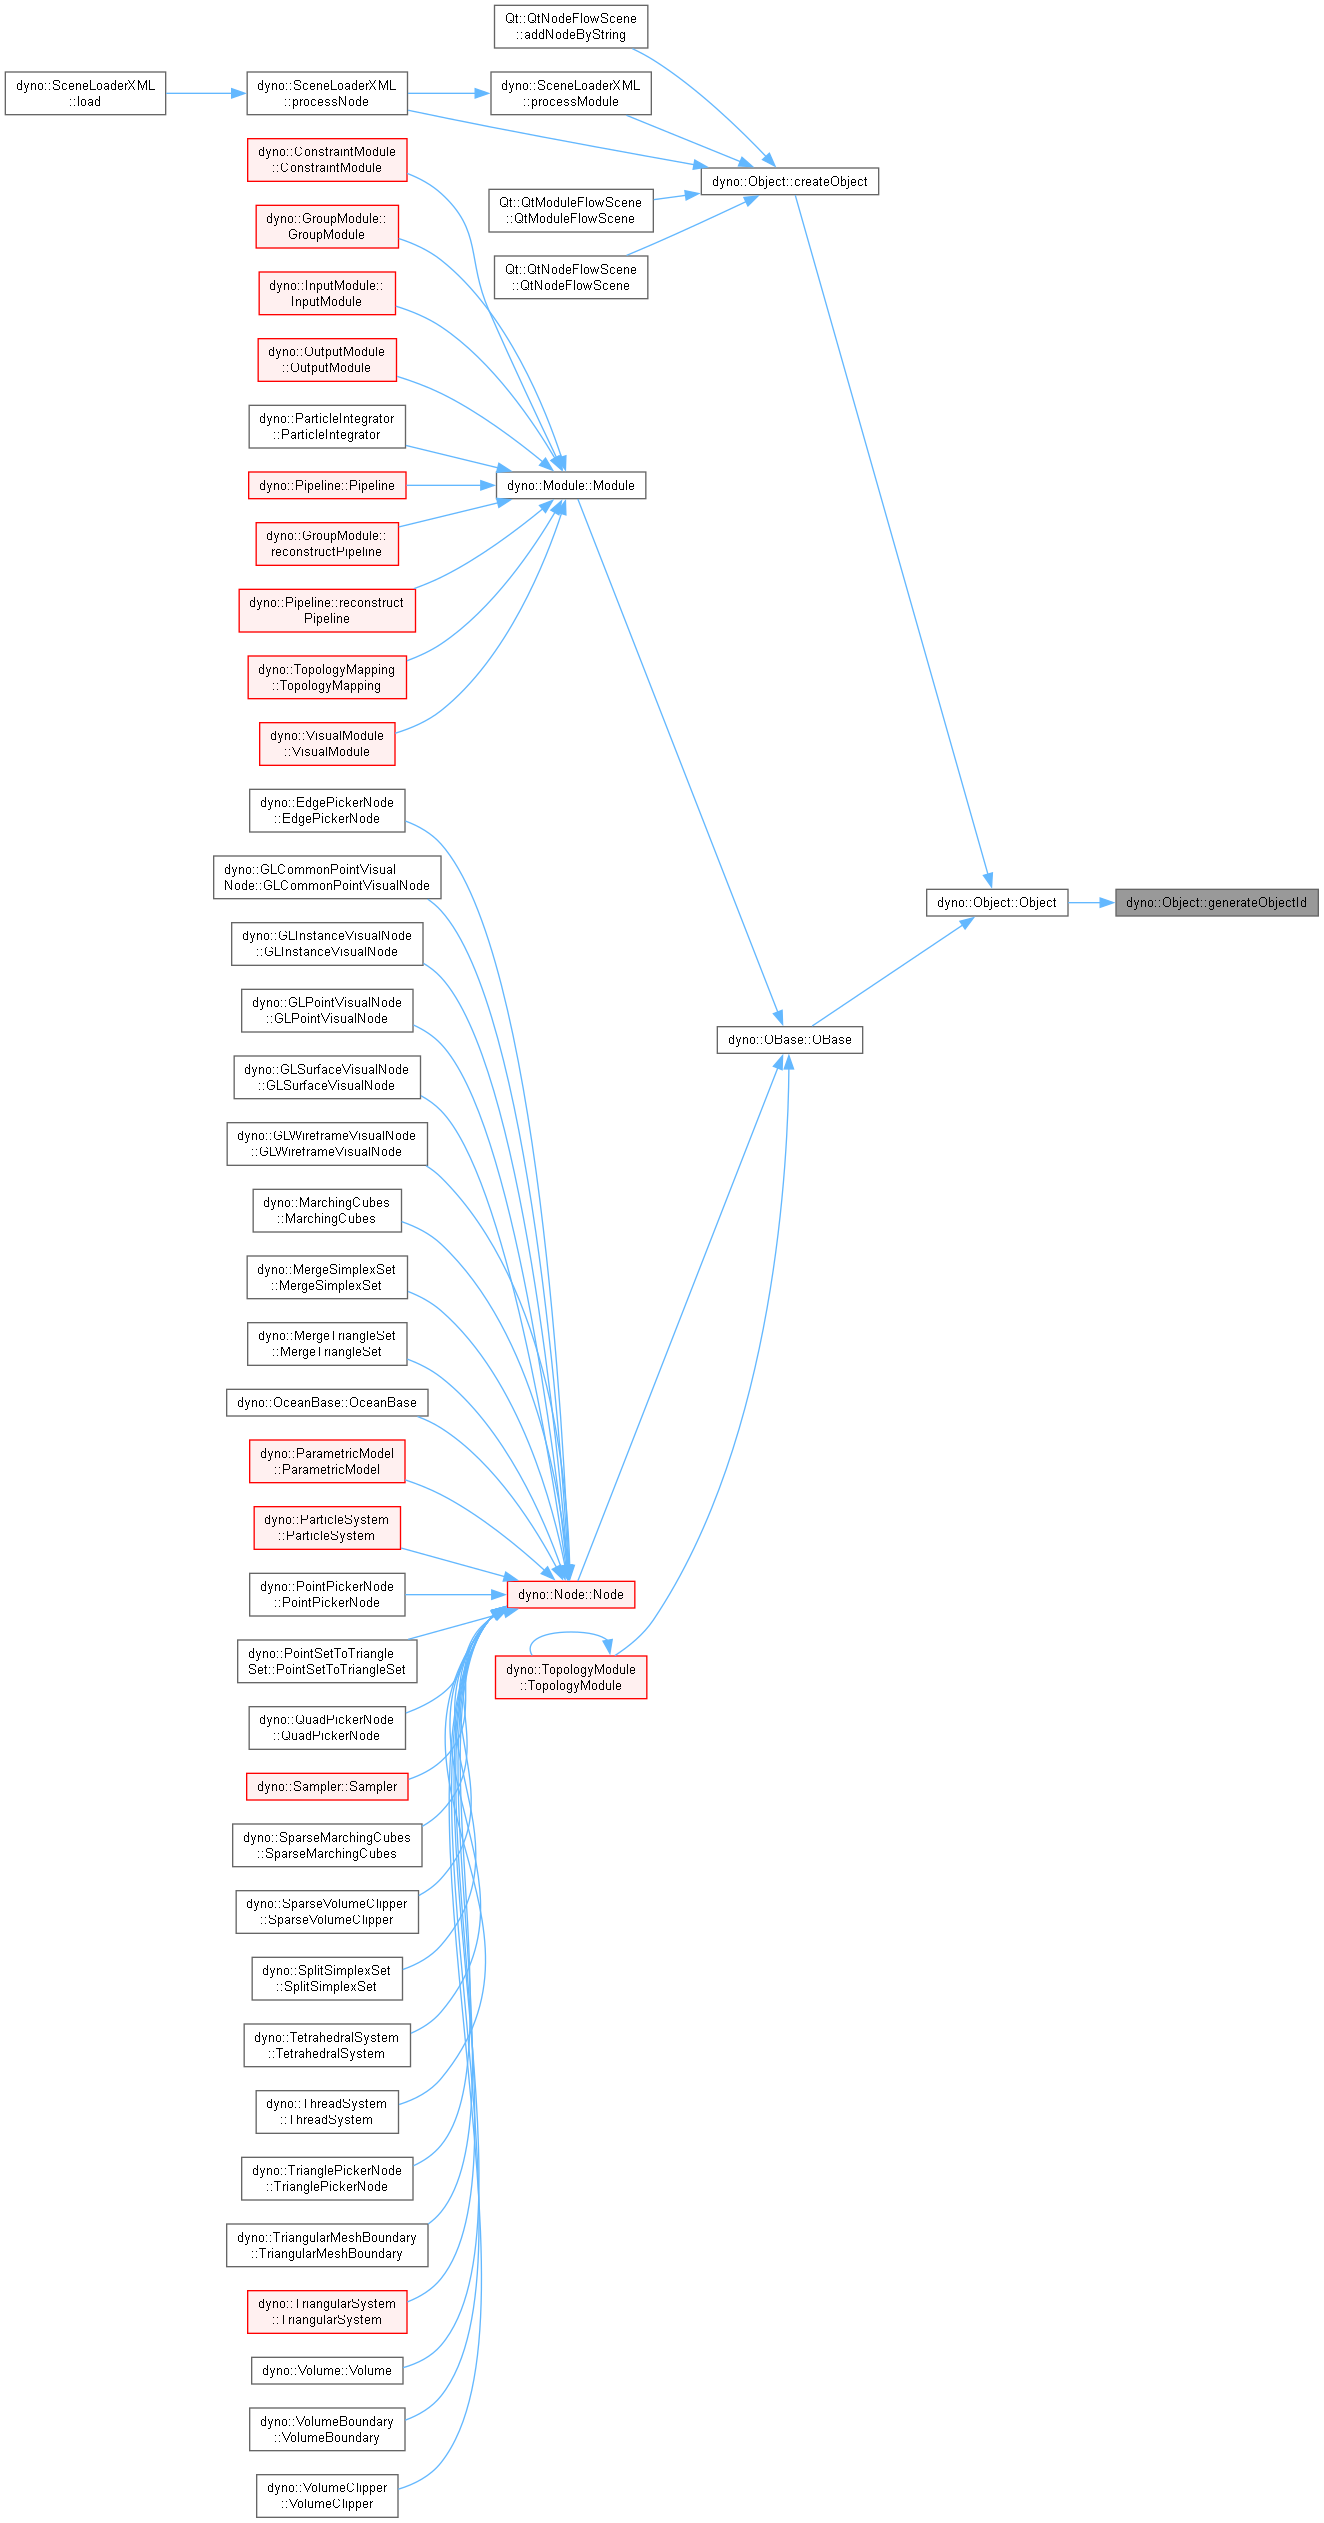 Qt::QtNodeFlowScene
::addNodeByString
dyno::SceneLoaderXML
::load
dyno::SceneLoaderXML
::processNode
dyno::SceneLoaderXML
::processModule
dyno::ConstraintModule
::ConstraintModule
dyno::Object::createObject
Qt::QtModuleFlowScene
::QtModuleFlowScene
dyno::GroupModule::
GroupModule
Qt::QtNodeFlowScene
::QtNodeFlowScene
dyno::InputModule::
InputModule
dyno::OutputModule
::OutputModule
dyno::ParticleIntegrator
::ParticleIntegrator
dyno::Pipeline::Pipeline
dyno::Module::Module
dyno::GroupModule::
reconstructPipeline
dyno::Pipeline::reconstruct
Pipeline
dyno::TopologyMapping
::TopologyMapping
dyno::VisualModule
::VisualModule
dyno::EdgePickerNode
::EdgePickerNode
dyno::GLCommonPointVisual
Node::GLCommonPointVisualNode
dyno::Object::Object
dyno::Object::generateObjectId
dyno::GLInstanceVisualNode
::GLInstanceVisualNode
dyno::GLPointVisualNode
::GLPointVisualNode
dyno::OBase::OBase
dyno::GLSurfaceVisualNode
::GLSurfaceVisualNode
dyno::GLWireframeVisualNode
::GLWireframeVisualNode
dyno::MarchingCubes
::MarchingCubes
dyno::MergeSimplexSet
::MergeSimplexSet
dyno::MergeTriangleSet
::MergeTriangleSet
dyno::OceanBase::OceanBase
dyno::ParametricModel
::ParametricModel
dyno::ParticleSystem
::ParticleSystem
dyno::PointPickerNode
::PointPickerNode
dyno::Node::Node
dyno::PointSetToTriangle
Set::PointSetToTriangleSet
dyno::TopologyModule
::TopologyModule
dyno::QuadPickerNode
::QuadPickerNode
dyno::Sampler::Sampler
dyno::SparseMarchingCubes
::SparseMarchingCubes
dyno::SparseVolumeClipper
::SparseVolumeClipper
dyno::SplitSimplexSet
::SplitSimplexSet
dyno::TetrahedralSystem
::TetrahedralSystem
dyno::ThreadSystem
::ThreadSystem
dyno::TrianglePickerNode
::TrianglePickerNode
dyno::TriangularMeshBoundary
::TriangularMeshBoundary
dyno::TriangularSystem
::TriangularSystem
dyno::Volume::Volume
dyno::VolumeBoundary
::VolumeBoundary
dyno::VolumeClipper
::VolumeClipper